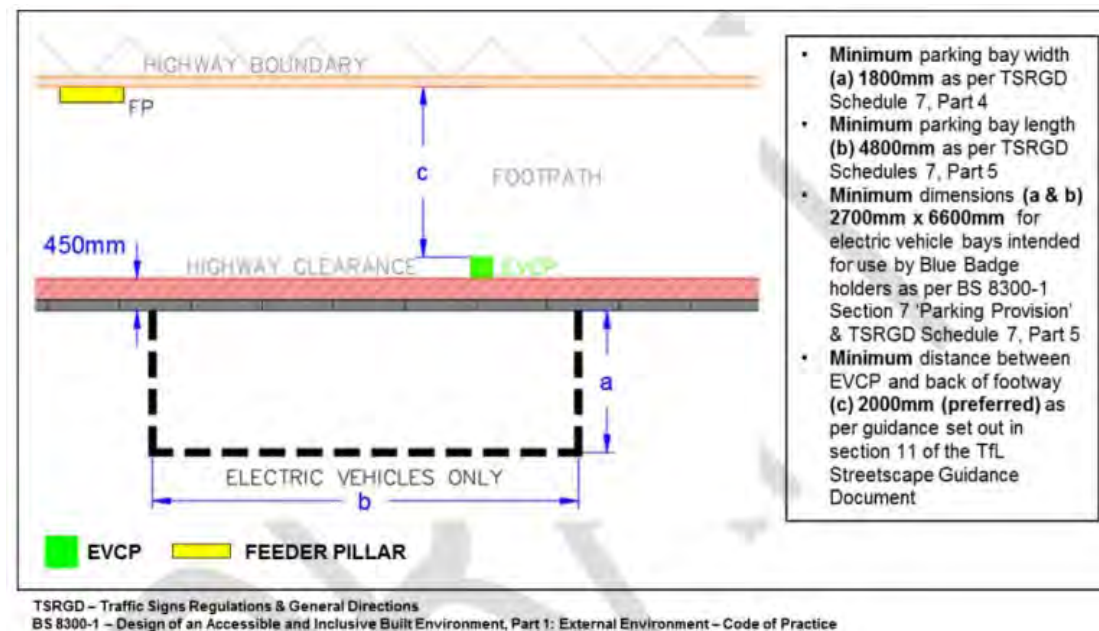 HIGHWAY BOUNDARY
FP
c
FOOTPATH
450mm
HIGHWAY CLEARANCE
EVCP
a
ELECTRIC VEHICLES ONLY
b
EVCP
FEEDER PILLAR
• Minimum parking bay width
(a) 1800mm as per TSRGD
Schedule 7, Part 4
• Minimum parking bay length
(b) 4800mm as per TSRGD
Schedules 7, Part 5
• Minimum dimensions (a & b)
2700mm x 6600mm for
electric vehicle bays intended
for use by Blue Badge
holders as per BS 8300-1
Section 7 ‘Parking Provision’
& TSRGD Schedule 7, Part 5
• Minimum distance between
EVCP and back of footway
(c) 2000mm (preferred) as
per guidance set out in
section 11 of the TfL
Streetscape Guidance
Document
TSRGD – Traffic Signs Regulations & General Directions
BS 8300-1 – Design of an Accessible and Inclusive Built Environment, Part 1: External Environment – Code of Practice